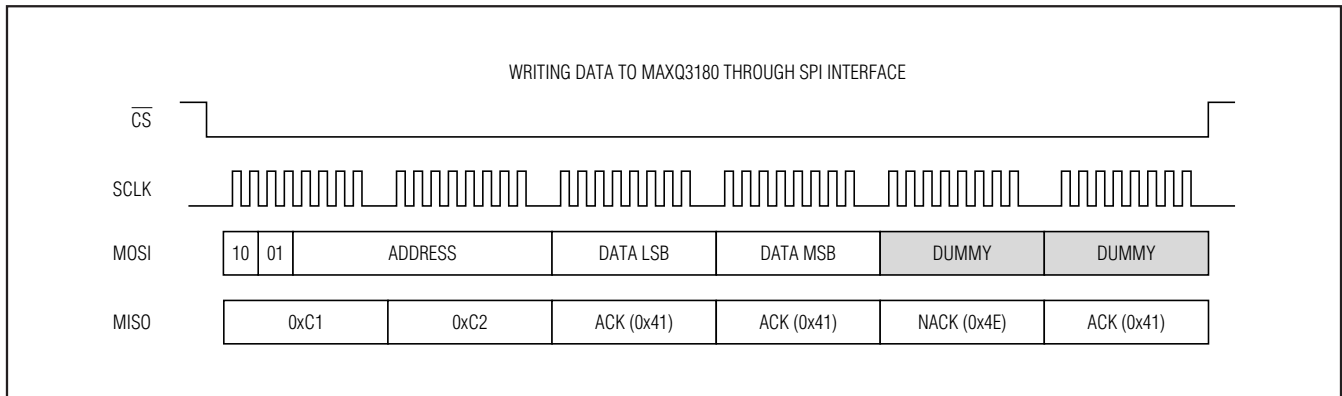 WRITING DATA TO MAXQ3180 THROUGH SPI INTERFACE
CS
SCLK
MOSI 10 01 ADDRESS DATA LSB DATA MSB DUMMY DUMMY
MISO 0xC1 0xC2 ACK (0x41) ACK (0x41) NACK (0x4E) ACK (0x41)